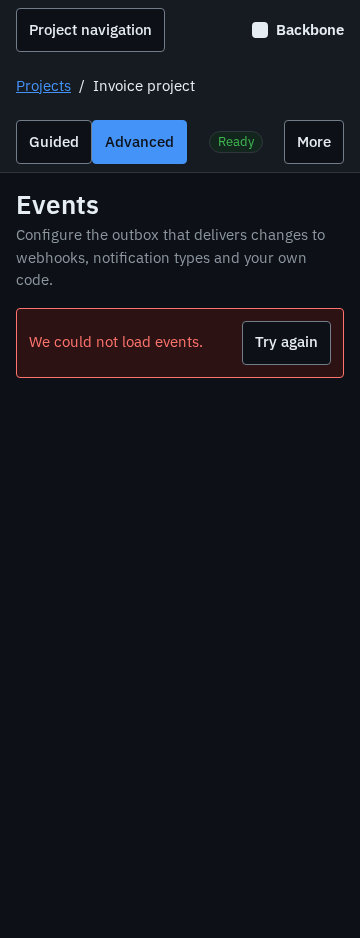 Project navigation
Backbone
Projects / Invoice project
Guided
Advanced
Ready
More
Events
Configure the outbox that delivers changes to
webhooks, notification types and your own
code.
We could not load events.
Try again